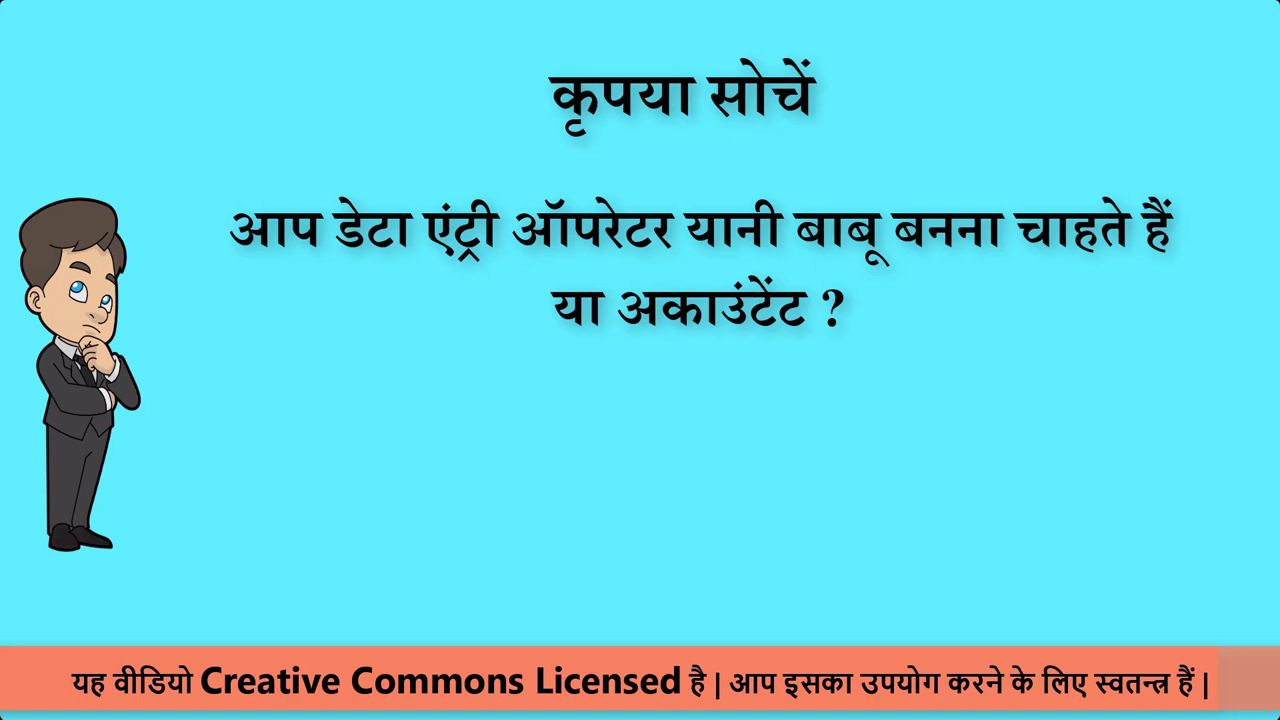 कृपया सोचें
आप डेटा एंट्री ऑपरेटर यानी बाबू बनना चाहते हैं
या अकाउंटेंट ?
यह वीडियो Creative Commons Licensed है | आप इसका उपयोग करने के लिए स्वतन्त्र हैं |